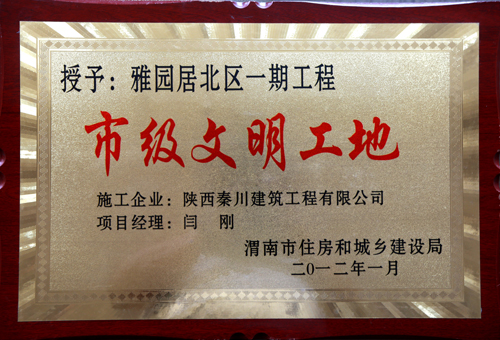 授予：雅园居北区一期工程
市级文明工地
施工企业：陕西秦川建筑工程有限公司
项目经理：闫　刚
渭南市住房和城乡建设局
二○一二年一月